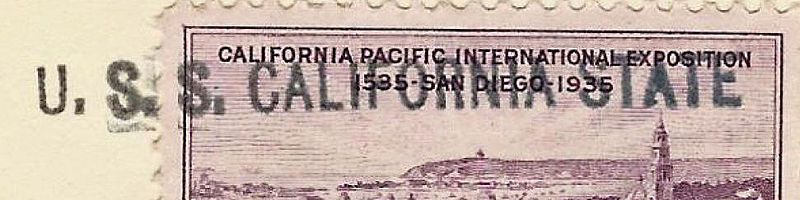 CALIFORNIA PACIFIC INTERNATIONAL EXPOSITION
1535-SAN DIEGO-1935
U. S. S. CALIFORNIA STATE